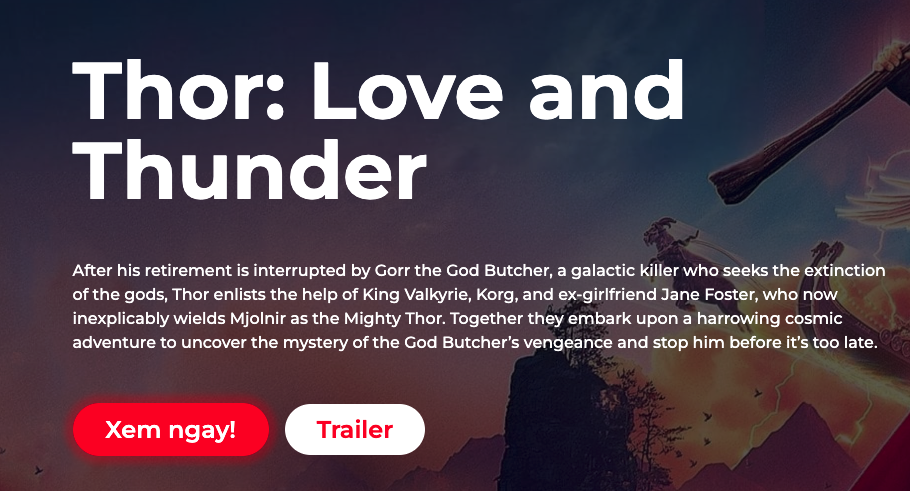 Thor: Love and
Thunder
After his retirement is interrupted by Gorr the God Butcher, a galactic killer who seeks the extinction
of the gods, Thor enlists the help of King Valkyrie, Korg, and ex-girlfriend Jane Foster, who now
inexplicably wields Mjolnir as the Mighty Thor. Together they embark upon a harrowing cosmic
adventure to uncover the mystery of the God Butcher’s vengeance and stop him before it’s too late.
Xem ngay! Trailer